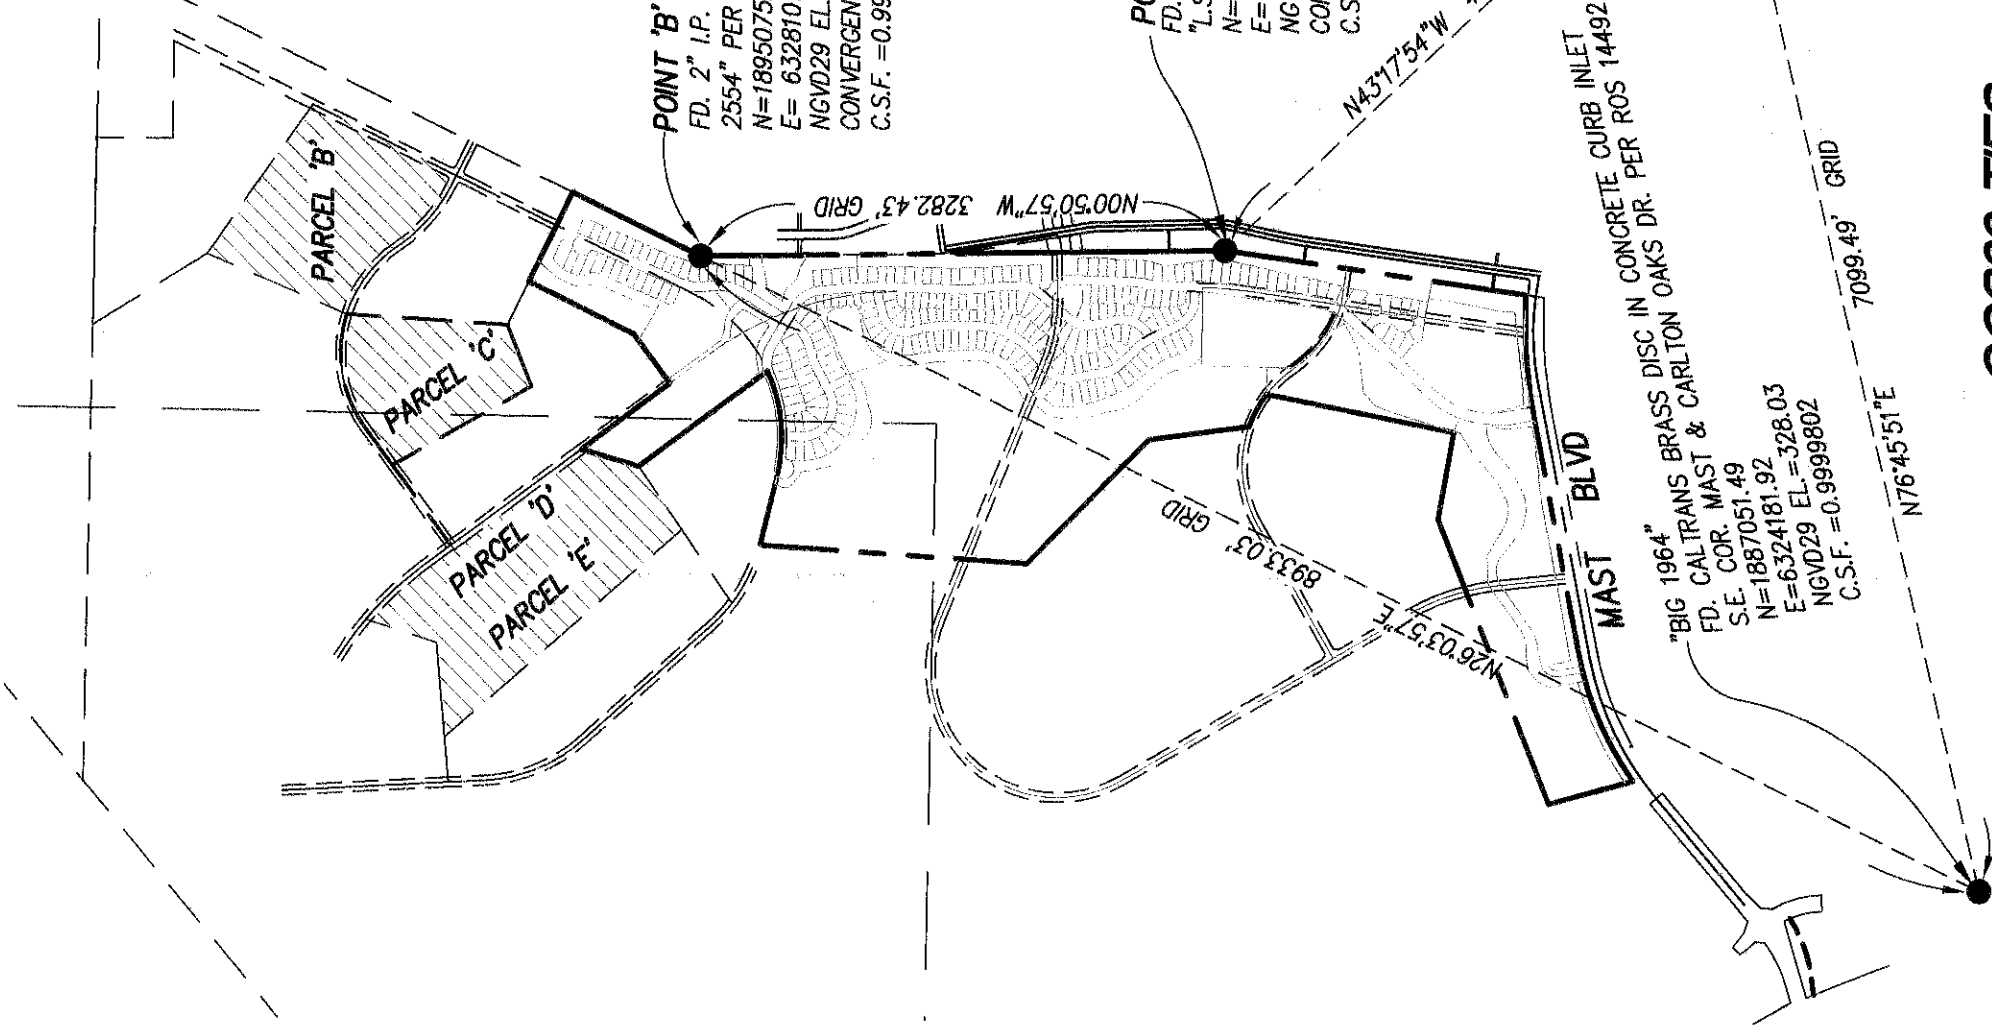 POINT 'B'
FD. 2" I.P.
2554" PER
N=1895075
E= 632810.
NGVD29 EL.
CONVERGEN
C.S.F. =0.99
FD.
"L.S
N=
E=
NG
CON
C.S
PARCEL 'B'
PARCEL 'C'
PARCEL 'D'
PARCEL 'E'
N00°50'57"W 3282.43' GRID
N43°17'54"W
N26°03'57"E 8933.03' GRID
MAST BLVD
"BIG 1964"
FD. CALTRANS BRASS DISC IN CONCRETE CURB INLET
S.E. COR. MAST & CARLTON OAKS DR. PER ROS 14492
N=1887051.49
E=6324181.92
NGVD29 EL.=328.03
C.S.F.=0.9999802
N76°45'51"E 7099.49' GRID